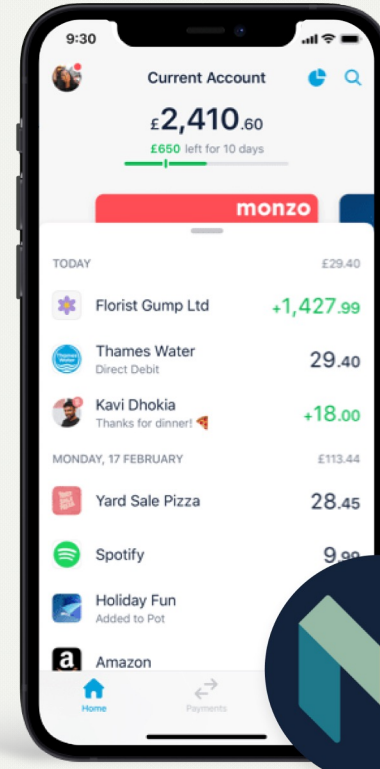 9:30
Current Account
£2,410.60
£650 left for 10 days
monzo
TODAY £29.40
Florist Gump Ltd +1,427.99
Thames Water 29.40
Direct Debit
Kavi Dhokia +18.00
Thanks for dinner! 🍕
MONDAY, 17 FEBRUARY £113.44
Yard Sale Pizza 28.45
Spotify 9.99
Holiday Fun
Added to Pot
Amazon
Home Payments